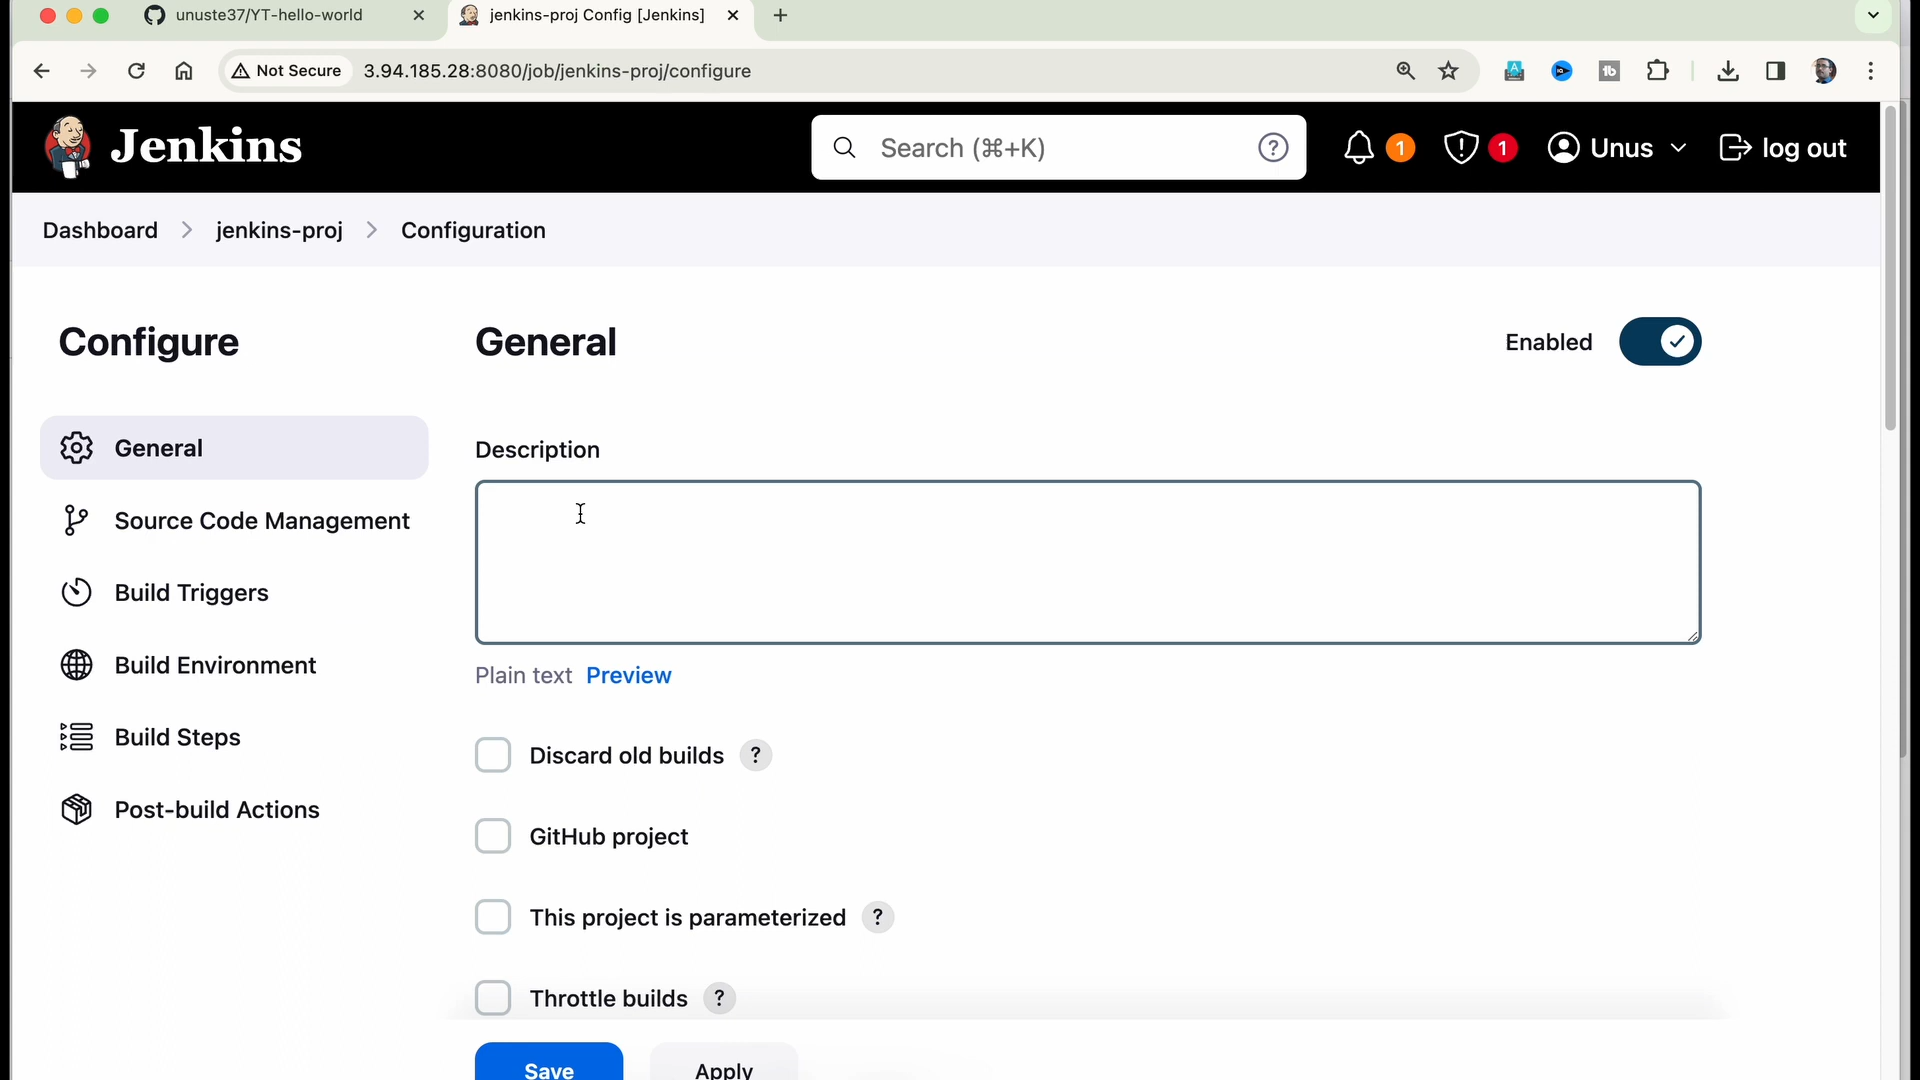 unuste37/YT-hello-world
jenkins-proj Config [Jenkins]
Not Secure 3.94.185.28:8080/job/jenkins-proj/configure
Jenkins
Search (⌘+K)
?
1
1
Unus
log out
Dashboard > jenkins-proj > Configuration
Configure
General
Source Code Management
Build Triggers
Build Environment
Build Steps
Post-build Actions
General
Enabled
Description
Plain text Preview
Discard old builds ?
GitHub project
This project is parameterized ?
Throttle builds ?
Save Apply